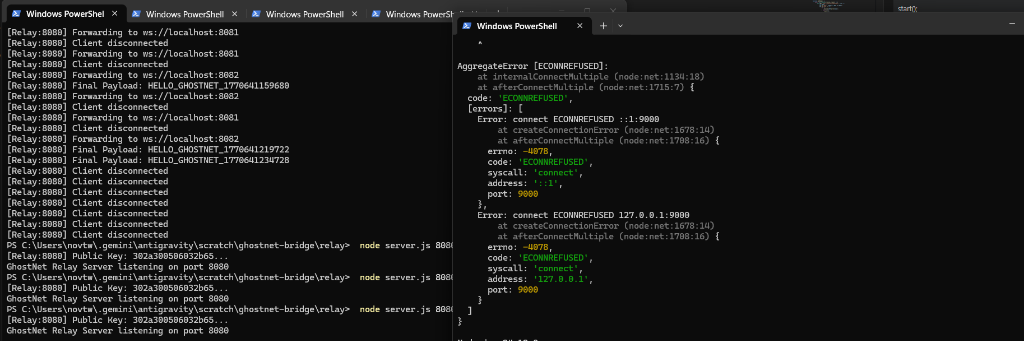 Windows PowerShell
Windows PowerShell
Windows PowerShell
Windows PowerSh
start();
[Relay:8080] Forwarding to ws://localhost:8081
[Relay:8080] Client disconnected
[Relay:8080] Forwarding to ws://localhost:8081
[Relay:8080] Client disconnected
[Relay:8080] Forwarding to ws://localhost:8082
[Relay:8080] Final Payload: HELLO_GHOSTNET_1770641159680
[Relay:8080] Forwarding to ws://localhost:8082
[Relay:8080] Client disconnected
[Relay:8080] Forwarding to ws://localhost:8081
[Relay:8080] Client disconnected
[Relay:8080] Forwarding to ws://localhost:8082
[Relay:8080] Final Payload: HELLO_GHOSTNET_1770641219722
[Relay:8080] Final Payload: HELLO_GHOSTNET_1770641234728
[Relay:8080] Client disconnected
[Relay:8080] Client disconnected
[Relay:8080] Client disconnected
[Relay:8080] Client disconnected
[Relay:8080] Client disconnected
[Relay:8080] Client disconnected
[Relay:8080] Client disconnected
PS C:\Users\novtw\.gemini\antigravity\scratch\ghostnet-bridge\relay> node server.js 8080
[Relay:8080] Public Key: 302a300506032b65...
GhostNet Relay Server listening on port 8080
PS C:\Users\novtw\.gemini\antigravity\scratch\ghostnet-bridge\relay> node server.js 8080
[Relay:8080] Public Key: 302a300506032b65...
GhostNet Relay Server listening on port 8080
PS C:\Users\novtw\.gemini\antigravity\scratch\ghostnet-bridge\relay> node server.js 8080
[Relay:8080] Public Key: 302a300506032b65...
GhostNet Relay Server listening on port 8080
Windows PowerShell
^
AggregateError [ECONNREFUSED]:
at internalConnectMultiple (node:net:1134:18)
at afterConnectMultiple (node:net:1715:7) {
code: 'ECONNREFUSED',
[errors]: [
Error: connect ECONNREFUSED ::1:9000
at createConnectionError (node:net:1678:14)
at afterConnectMultiple (node:net:1708:16) {
errno: -4078,
code: 'ECONNREFUSED',
syscall: 'connect',
address: '::1',
port: 9000
},
Error: connect ECONNREFUSED 127.0.0.1:9000
at createConnectionError (node:net:1678:14)
at afterConnectMultiple (node:net:1708:16) {
errno: -4078,
code: 'ECONNREFUSED',
syscall: 'connect',
address: '127.0.0.1',
port: 9000
}
]
}